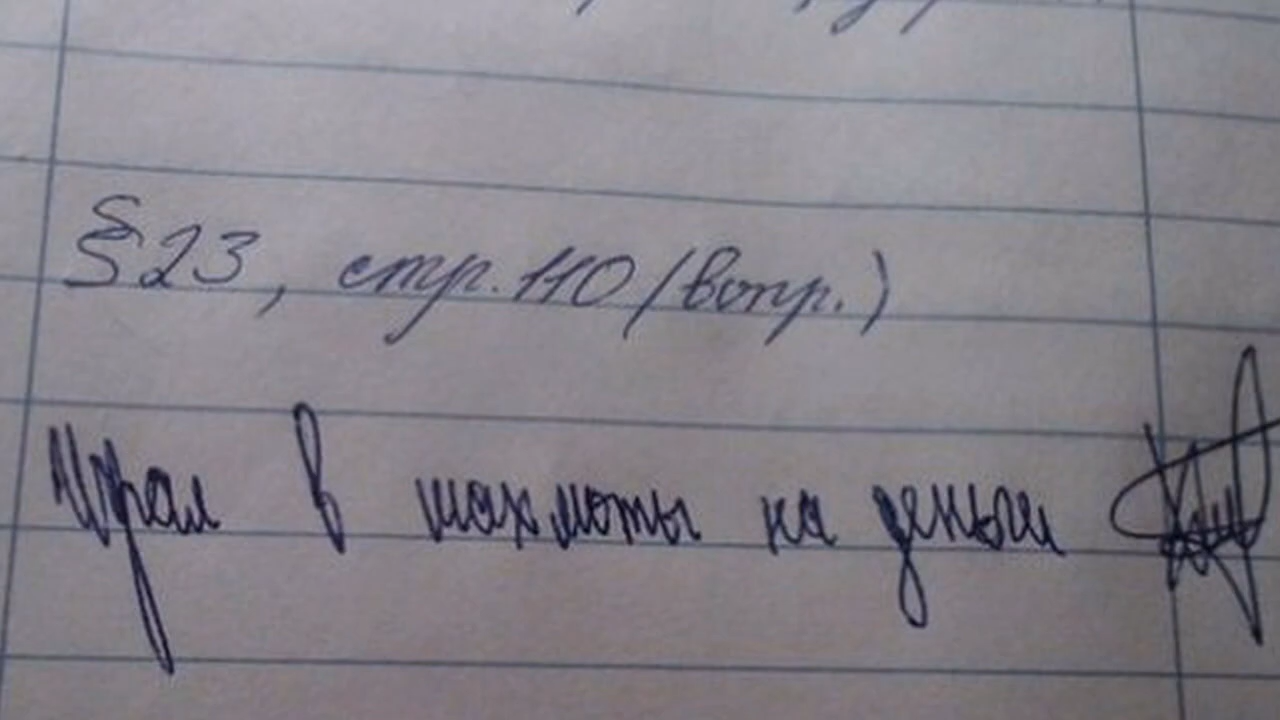 § 23, стр. 110 (вопр.)
Играл в шахматы на деньги